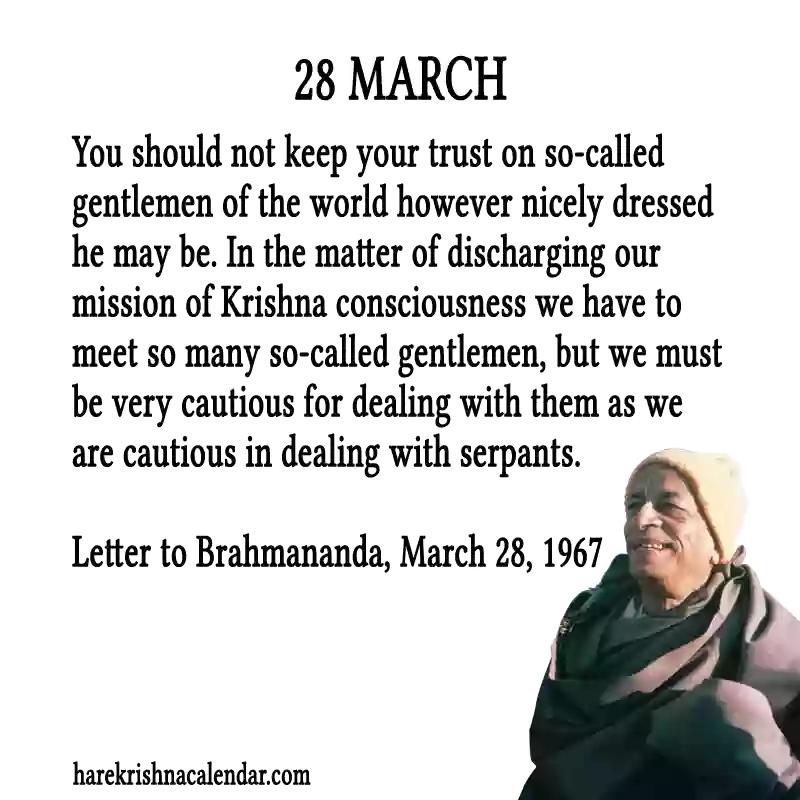 28 MARCH
You should not keep your trust on so-called
gentlemen of the world however nicely dressed
he may be. In the matter of discharging our
mission of Krishna consciousness we have to
meet so many so-called gentlemen, but we must
be very cautious for dealing with them as we
are cautious in dealing with serpants.
Letter to Brahmananda, March 28, 1967
harekrishnacalendar.com